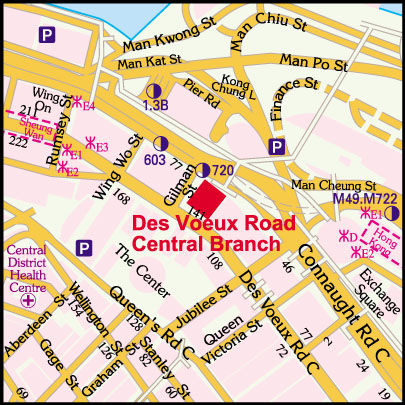 Man Kwong St
Man Chiu St
P
Man Kat St
Man Po St
Wing On
21
E4
1.3B
Pier Rd
Kong Chung L
Finance St
Sheung Wan
222
Rumsey St
E3
E1
E2
603
P
Wing Wo St
77
Gilman St
720
168
Man Cheung St
M49.M722
E1
141
Des Voeux Road
Central Branch
D
Hong Kong
E2
P
Central
District
Health
Centre
The Center
108
46
Connaught Rd C
Exchange Square
Aberdeen St
Wellington St
54
Queen's Rd C
Jubilee St
Des Voeux Rd C
128
Gage St
126
Graham St
60
95
82
Stanley St
Queen Victoria St
77
72
2
24
19
69